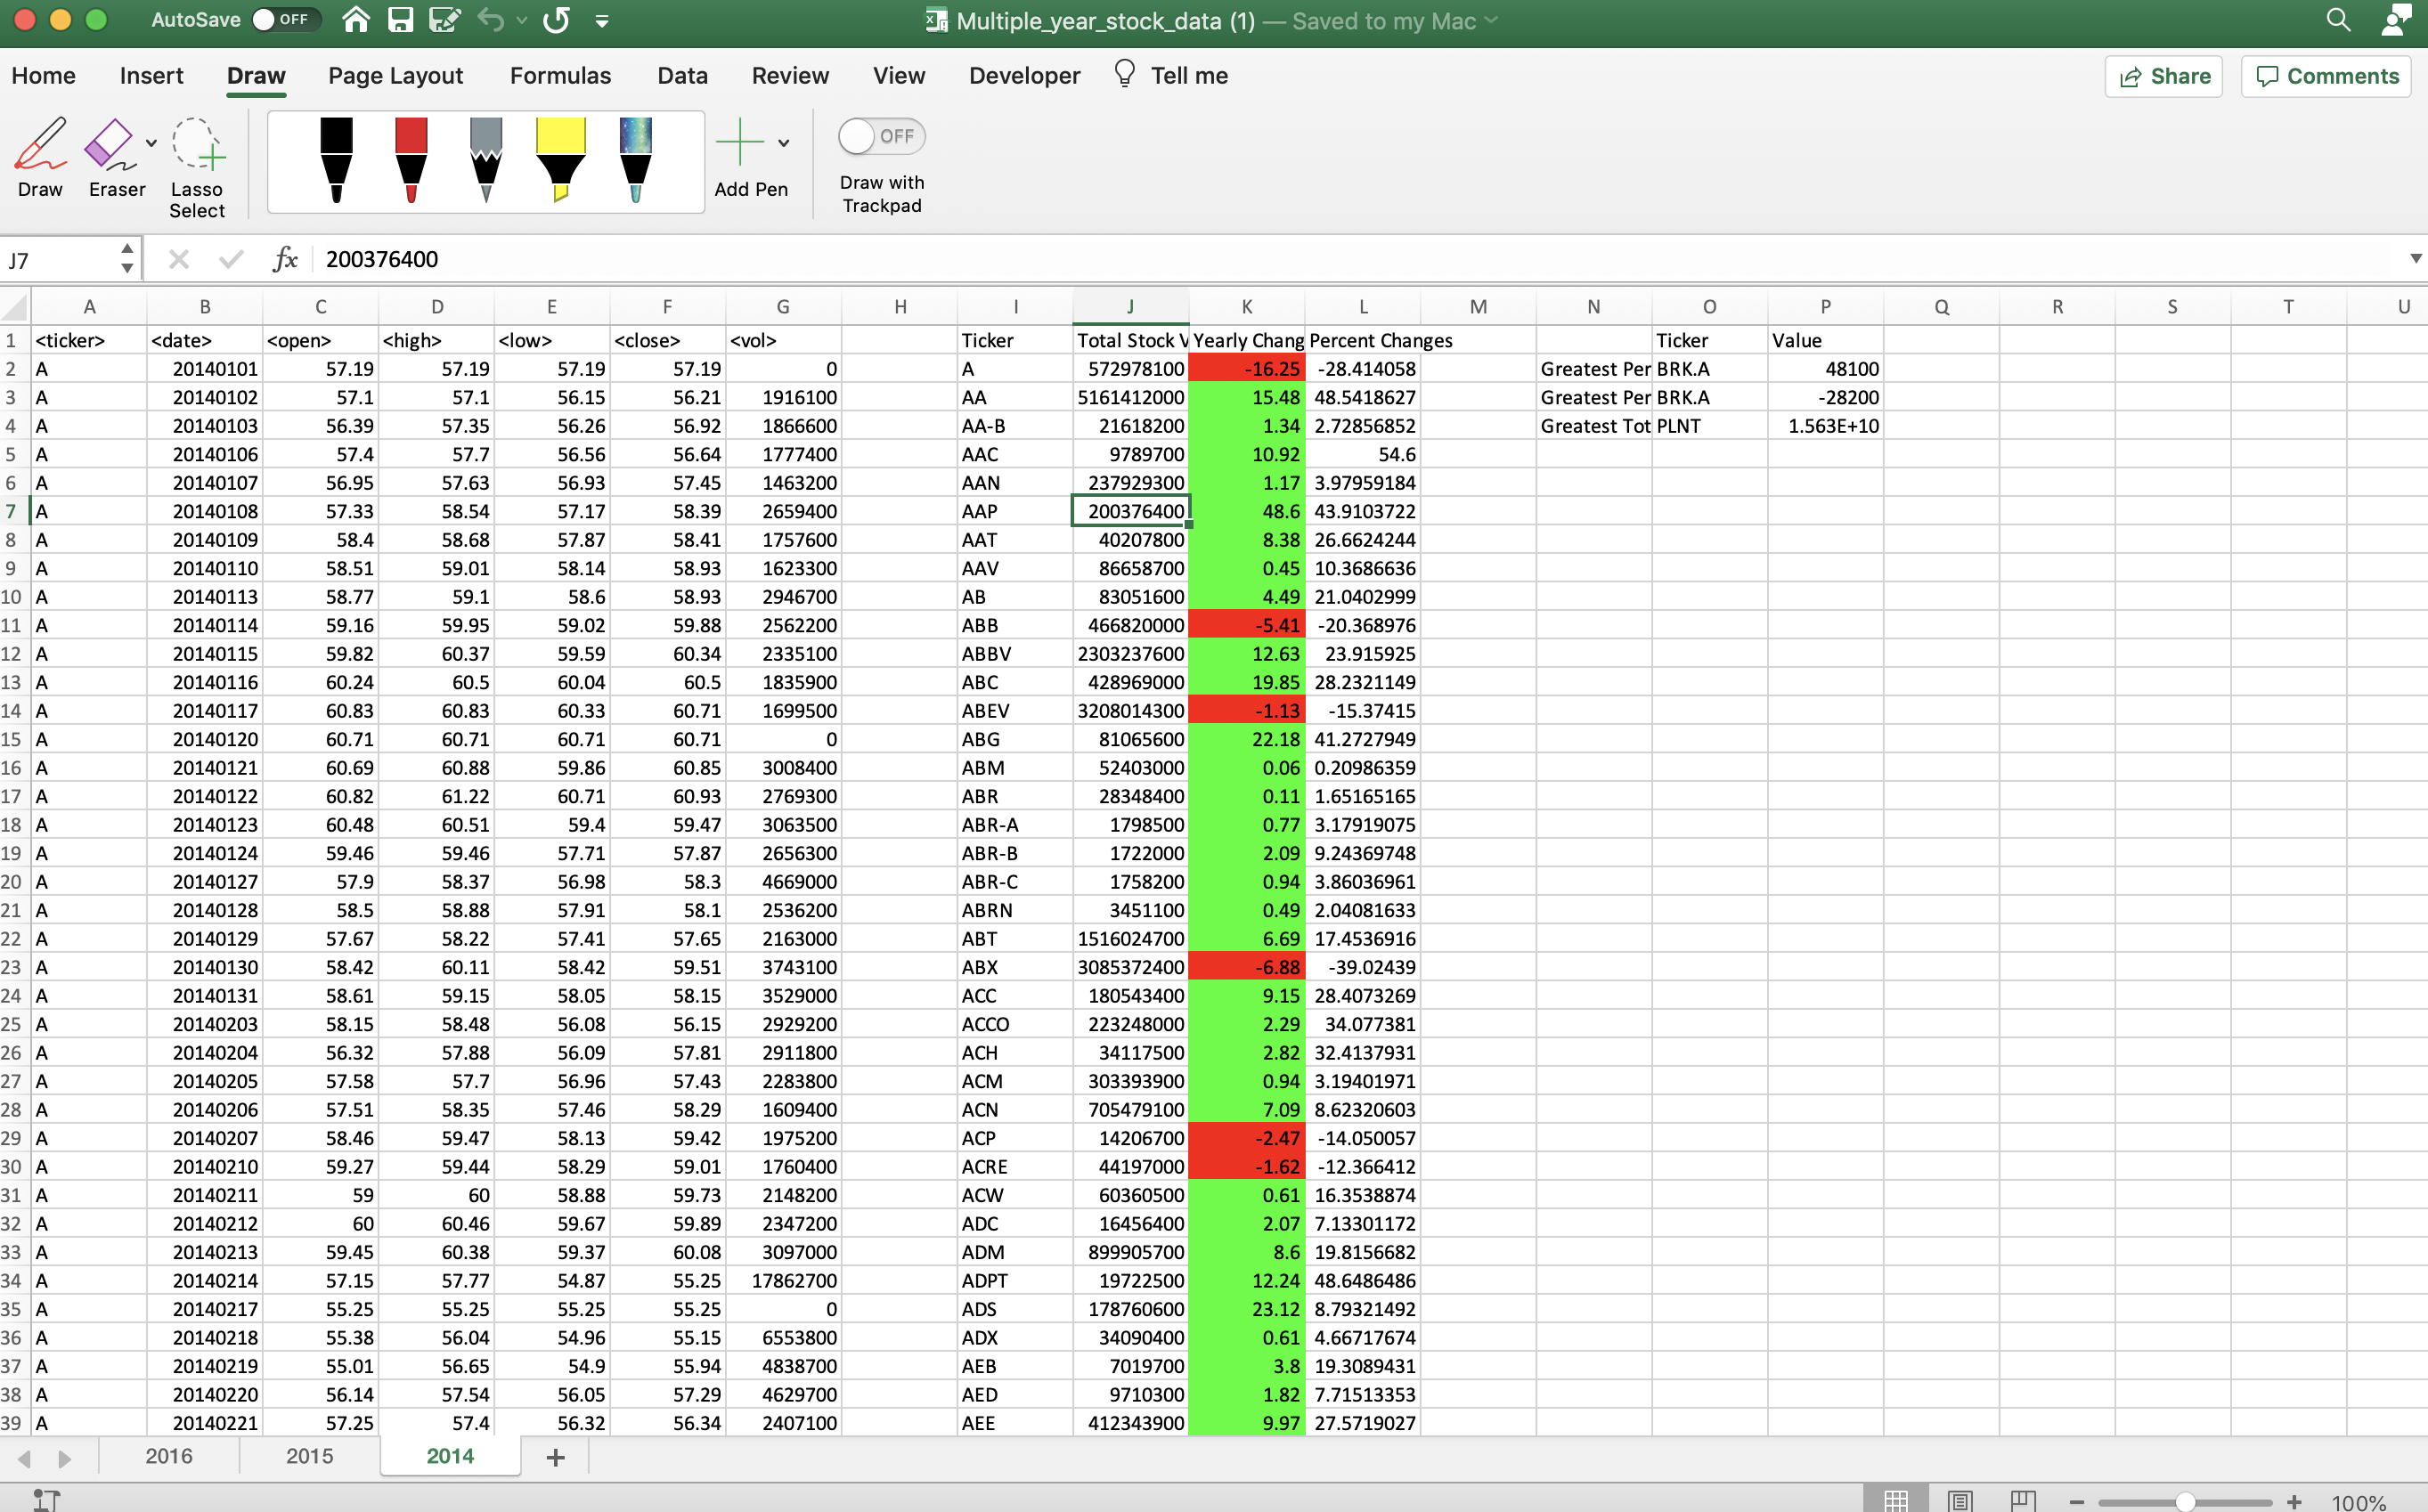 AutoSave OFF Multiple_year_stock_data (1) — Saved to my Mac
Home Insert Draw Page Layout Formulas Data Review View Developer Tell me Share Comments
Draw Eraser Lasso Select Add Pen OFF Draw with Trackpad
J7 fx 200376400
A B C D E F G H I J K L M N O P Q R S T U
1 <ticker> <date> <open> <high> <low> <close> <vol> Ticker Total Stock V Yearly Chang Percent Changes Ticker Value
2 A 20140101 57.19 57.19 57.19 57.19 0 A 572978100 -16.25 -28.414058 Greatest Per BRK.A 48100
3 A 20140102 57.1 57.1 56.15 56.21 1916100 AA 5161412000 15.48 48.5418627 Greatest Per BRK.A -28200
4 A 20140103 56.39 57.35 56.26 56.92 1866600 AA-B 21618200 1.34 2.72856852 Greatest Tot PLNT 1.563E+10
5 A 20140106 57.4 57.7 56.56 56.64 1777400 AAC 9789700 10.92 54.6
6 A 20140107 56.95 57.63 56.93 57.45 1463200 AAN 237929300 1.17 3.97959184
7 A 20140108 57.33 58.54 57.17 58.39 2659400 AAP 200376400 48.6 43.9103722
8 A 20140109 58.4 58.68 57.87 58.41 1757600 AAT 40207800 8.38 26.6624244
9 A 20140110 58.51 59.01 58.14 58.93 1623300 AAV 86658700 0.45 10.3686636
10 A 20140113 58.77 59.1 58.6 58.93 2946700 AB 83051600 4.49 21.0402999
11 A 20140114 59.16 59.95 59.02 59.88 2562200 ABB 466820000 -5.41 -20.368976
12 A 20140115 59.82 60.37 59.59 60.34 2335100 ABBV 2303237600 12.63 23.915925
13 A 20140116 60.24 60.5 60.04 60.5 1835900 ABC 428969000 19.85 28.2321149
14 A 20140117 60.83 60.83 60.33 60.71 1699500 ABEV 3208014300 -1.13 -15.37415
15 A 20140120 60.71 60.71 60.71 60.71 0 ABG 81065600 22.18 41.2727949
16 A 20140121 60.69 60.88 59.86 60.85 3008400 ABM 52403000 0.06 0.20986359
17 A 20140122 60.82 61.22 60.71 60.93 2769300 ABR 28348400 0.11 1.65165165
18 A 20140123 60.48 60.51 59.4 59.47 3063500 ABR-A 1798500 0.77 3.17919075
19 A 20140124 59.46 59.46 57.71 57.87 2656300 ABR-B 1722000 2.09 9.24369748
20 A 20140127 57.9 58.37 56.98 58.3 4669000 ABR-C 1758200 0.94 3.86036961
21 A 20140128 58.5 58.88 57.91 58.1 2536200 ABRN 3451100 0.49 2.04081633
22 A 20140129 57.67 58.22 57.41 57.65 2163000 ABT 1516024700 6.69 17.4536916
23 A 20140130 58.42 60.11 58.42 59.51 3743100 ABX 3085372400 -6.88 -39.02439
24 A 20140131 58.61 59.15 58.05 58.15 3529000 ACC 180543400 9.15 28.4073269
25 A 20140203 58.15 58.48 56.08 56.15 2929200 ACCO 223248000 2.29 34.077381
26 A 20140204 56.32 57.88 56.09 57.81 2911800 ACH 34117500 2.82 32.4137931
27 A 20140205 57.58 57.7 56.96 57.43 2283800 ACM 303393900 0.94 3.19401971
28 A 20140206 57.51 58.35 57.46 58.29 1609400 ACN 705479100 7.09 8.62320603
29 A 20140207 58.46 59.47 58.13 59.42 1975200 ACP 14206700 -2.47 -14.050057
30 A 20140210 59.27 59.44 58.29 59.01 1760400 ACRE 44197000 -1.62 -12.366412
31 A 20140211 59 60 58.88 59.73 2148200 ACW 60360500 0.61 16.3538874
32 A 20140212 60 60.46 59.67 59.89 2347200 ADC 16456400 2.07 7.13301172
33 A 20140213 59.45 60.38 59.37 60.08 3097000 ADM 899905700 8.6 19.8156682
34 A 20140214 57.15 57.77 54.87 55.25 17862700 ADPT 19722500 12.24 48.6486486
35 A 20140217 55.25 55.25 55.25 55.25 0 ADS 178760600 23.12 8.79321492
36 A 20140218 55.38 56.04 54.96 55.15 6553800 ADX 34090400 0.61 4.66717674
37 A 20140219 55.01 56.65 54.9 55.94 4838700 AEB 7019700 3.8 19.3089431
38 A 20140220 56.14 57.54 56.05 57.29 4629700 AED 9710300 1.82 7.71513353
39 A 20140221 57.25 57.4 56.32 56.34 2407100 AEE 412343900 9.97 27.5719027
2016 2015 2014 +
100%